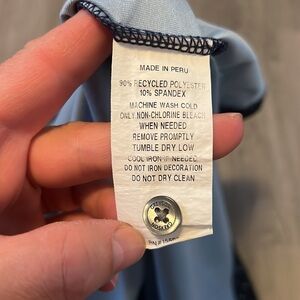 MADE IN PERU
90% RECYCLED POLYESTER
10% SPANDEX
MACHINE WASH COLD
ONLY NON-CHLORINE BLEACH
WHEN NEEDED
REMOVE PROMPTLY
TUMBLE DRY LOW
COOL IRON IF NEEDED
DO NOT IRON DECORATION
DO NOT DRY CLEAN